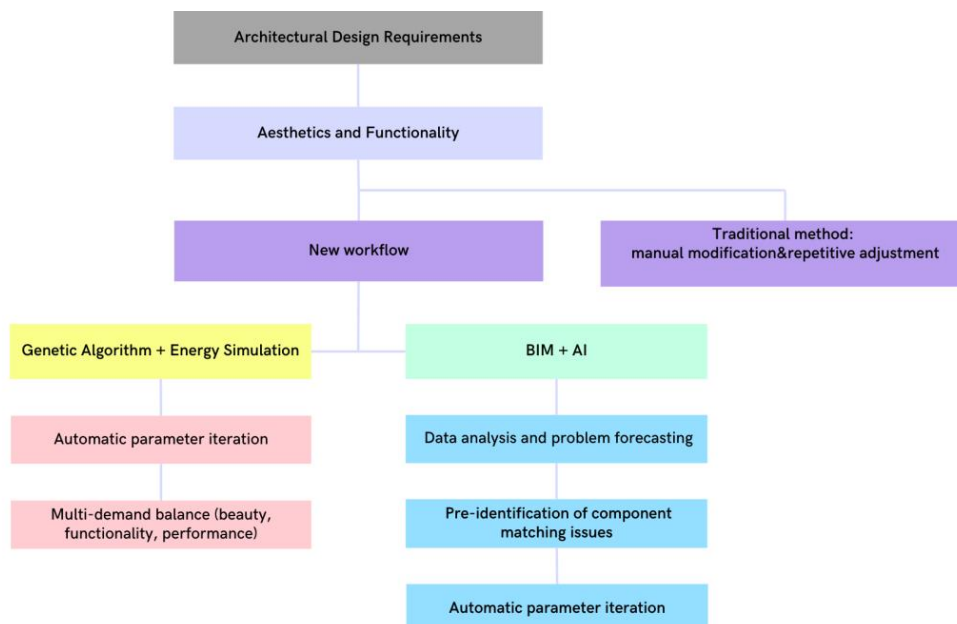 Architectural Design Requirements
Aesthetics and Functionality
New workflow
Traditional method:
manual modification&repetitive adjustment
Genetic Algorithm + Energy Simulation
BIM + AI
Automatic parameter iteration
Data analysis and problem forecasting
Multi-demand balance (beauty,
functionality, performance)
Pre-identification of component
matching issues
Automatic parameter iteration